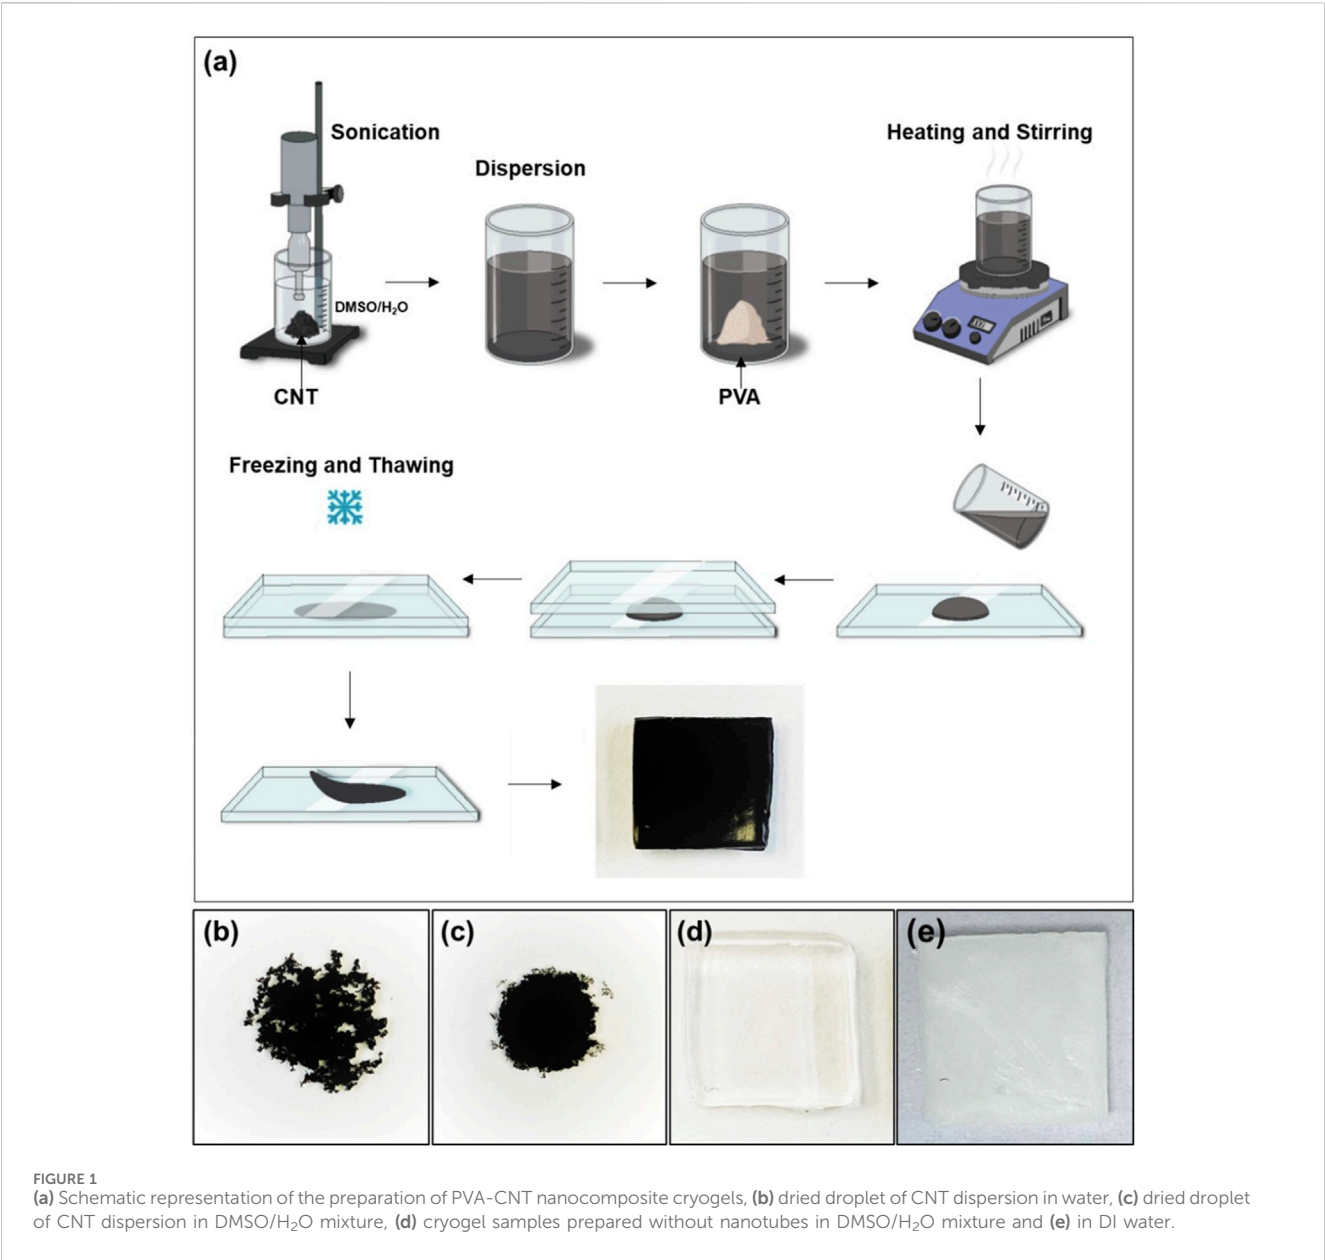 (a)
Sonication
Heating and Stirring
Dispersion
DMSO/H₂O
CNT
PVA
Freezing and Thawing
(b)
(c)
(d)
(e)
FIGURE 1
(a) Schematic representation of the preparation of PVA-CNT nanocomposite cryogels, (b) dried droplet of CNT dispersion in water, (c) dried droplet
of CNT dispersion in DMSO/H₂O mixture, (d) cryogel samples prepared without nanotubes in DMSO/H₂O mixture and (e) in DI water.